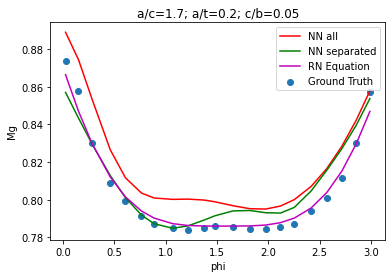 a/c=1.7; a/t=0.2; c/b=0.05
NN all
NN separated
RN Equation
Ground Truth
Mg
0.88
0.86
0.84
0.82
0.80
0.78
0.0 0.5 1.0 1.5 2.0 2.5 3.0
phi